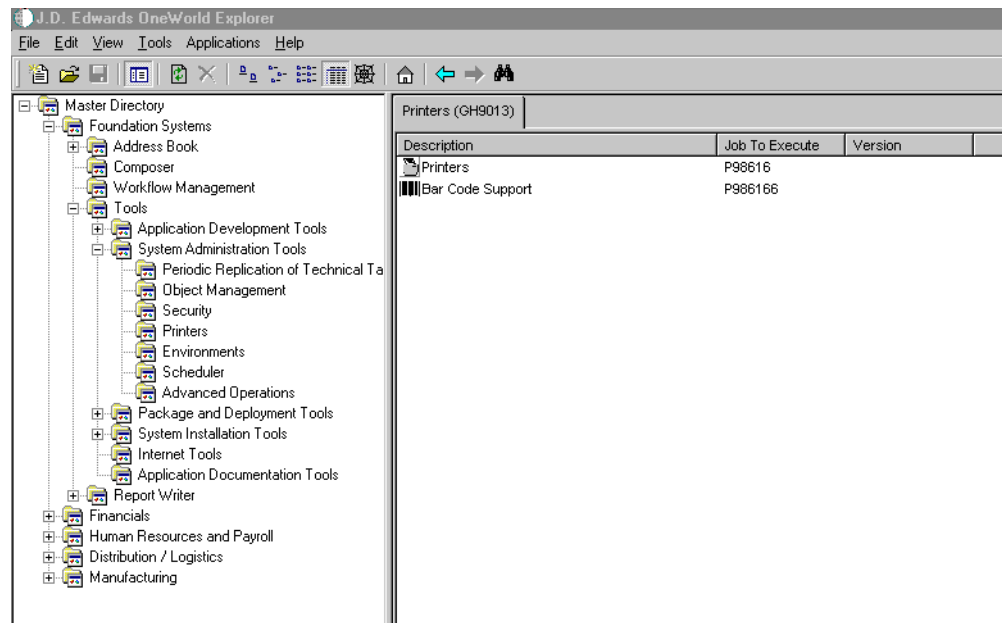 J.D. Edwards OneWorld Explorer
File Edit View Tools Applications Help
Master Directory
Foundation Systems
Address Book
Composer
Workflow Management
Tools
Application Development Tools
System Administration Tools
Periodic Replication of Technical Ta
Object Management
Security
Printers
Environments
Scheduler
Advanced Operations
Package and Deployment Tools
System Installation Tools
Internet Tools
Application Documentation Tools
Report Writer
Financials
Human Resources and Payroll
Distribution / Logistics
Manufacturing
Printers (GH9013)
Description Job To Execute Version
Printers P98616
Bar Code Support P986166